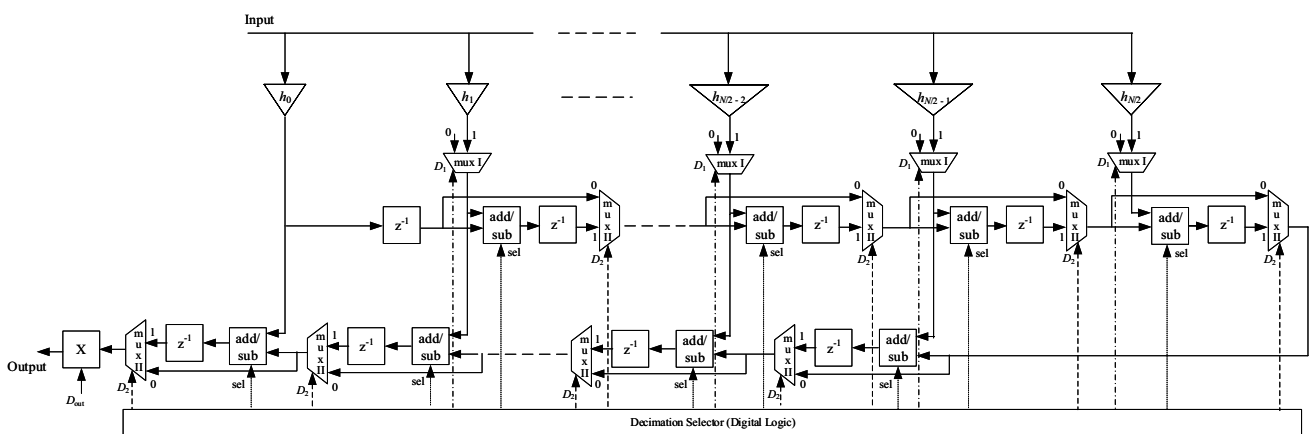 Input
h0 h1 hN/2 - 2 hN/2 - 1 hN/2
0 1 0 1 0 1 0 1
D1 mux I D1 mux I D1 mux I D1 mux I
0 0 0 0
z-1 add/sub z-1 mux II add/sub z-1 mux II add/sub z-1 mux II add/sub z-1 mux II
1 1 1 1
sel D2 sel D2 sel D2 sel D2
1 1 1 1
X mux II z-1 add/sub mux II z-1 add/sub mux II z-1 add/sub mux II z-1 add/sub
Output
0 0 0 0
D2 sel D2 sel D2 sel D2 sel
Dout
Decimation Selector (Digital Logic)